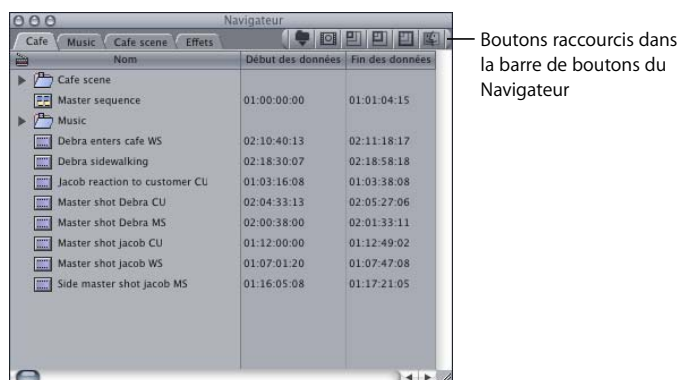 Navigateur
Cafe Music Cafe scene Effets
Nom Début des données Fin des données
Cafe scene
Master sequence 01:00:00:00 01:01:04:15
Music
Debra enters cafe WS 02:10:40:13 02:11:18:17
Debra sidewalking 02:18:30:07 02:18:58:18
Jacob reaction to customer CU 01:03:16:08 01:03:38:08
Master shot Debra CU 02:04:33:13 02:05:27:06
Master shot Debra MS 02:00:38:00 02:01:33:11
Master shot jacob CU 01:12:00:00 01:12:49:02
Master shot jacob WS 01:07:01:20 01:07:47:08
Side master shot jacob MS 01:16:05:08 01:17:21:05
Boutons raccourcis dans
la barre de boutons du
Navigateur